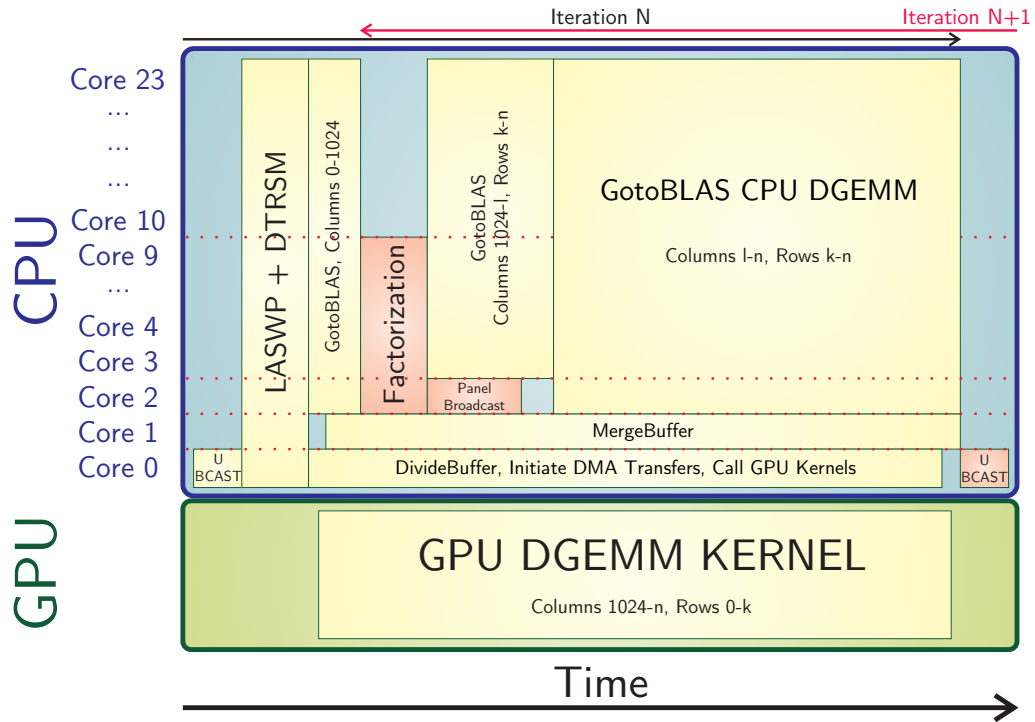 Iteration N
Iteration N+1
CPU
Core 23
...
...
...
Core 10
Core 9
...
Core 4
Core 3
Core 2
Core 1
Core 0
U
BCAST
LASWP + DTRSM
GotoBLAS, Columns 0-1024
Factorization
GotoBLAS
Columns 1024-l, Rows k-n
Panel
Broadcast
GotoBLAS CPU DGEMM
Columns l-n, Rows k-n
MergeBuffer
DivideBuffer, Initiate DMA Transfers, Call GPU Kernels
U
BCAST
GPU
GPU DGEMM KERNEL
Columns 1024-n, Rows 0-k
Time